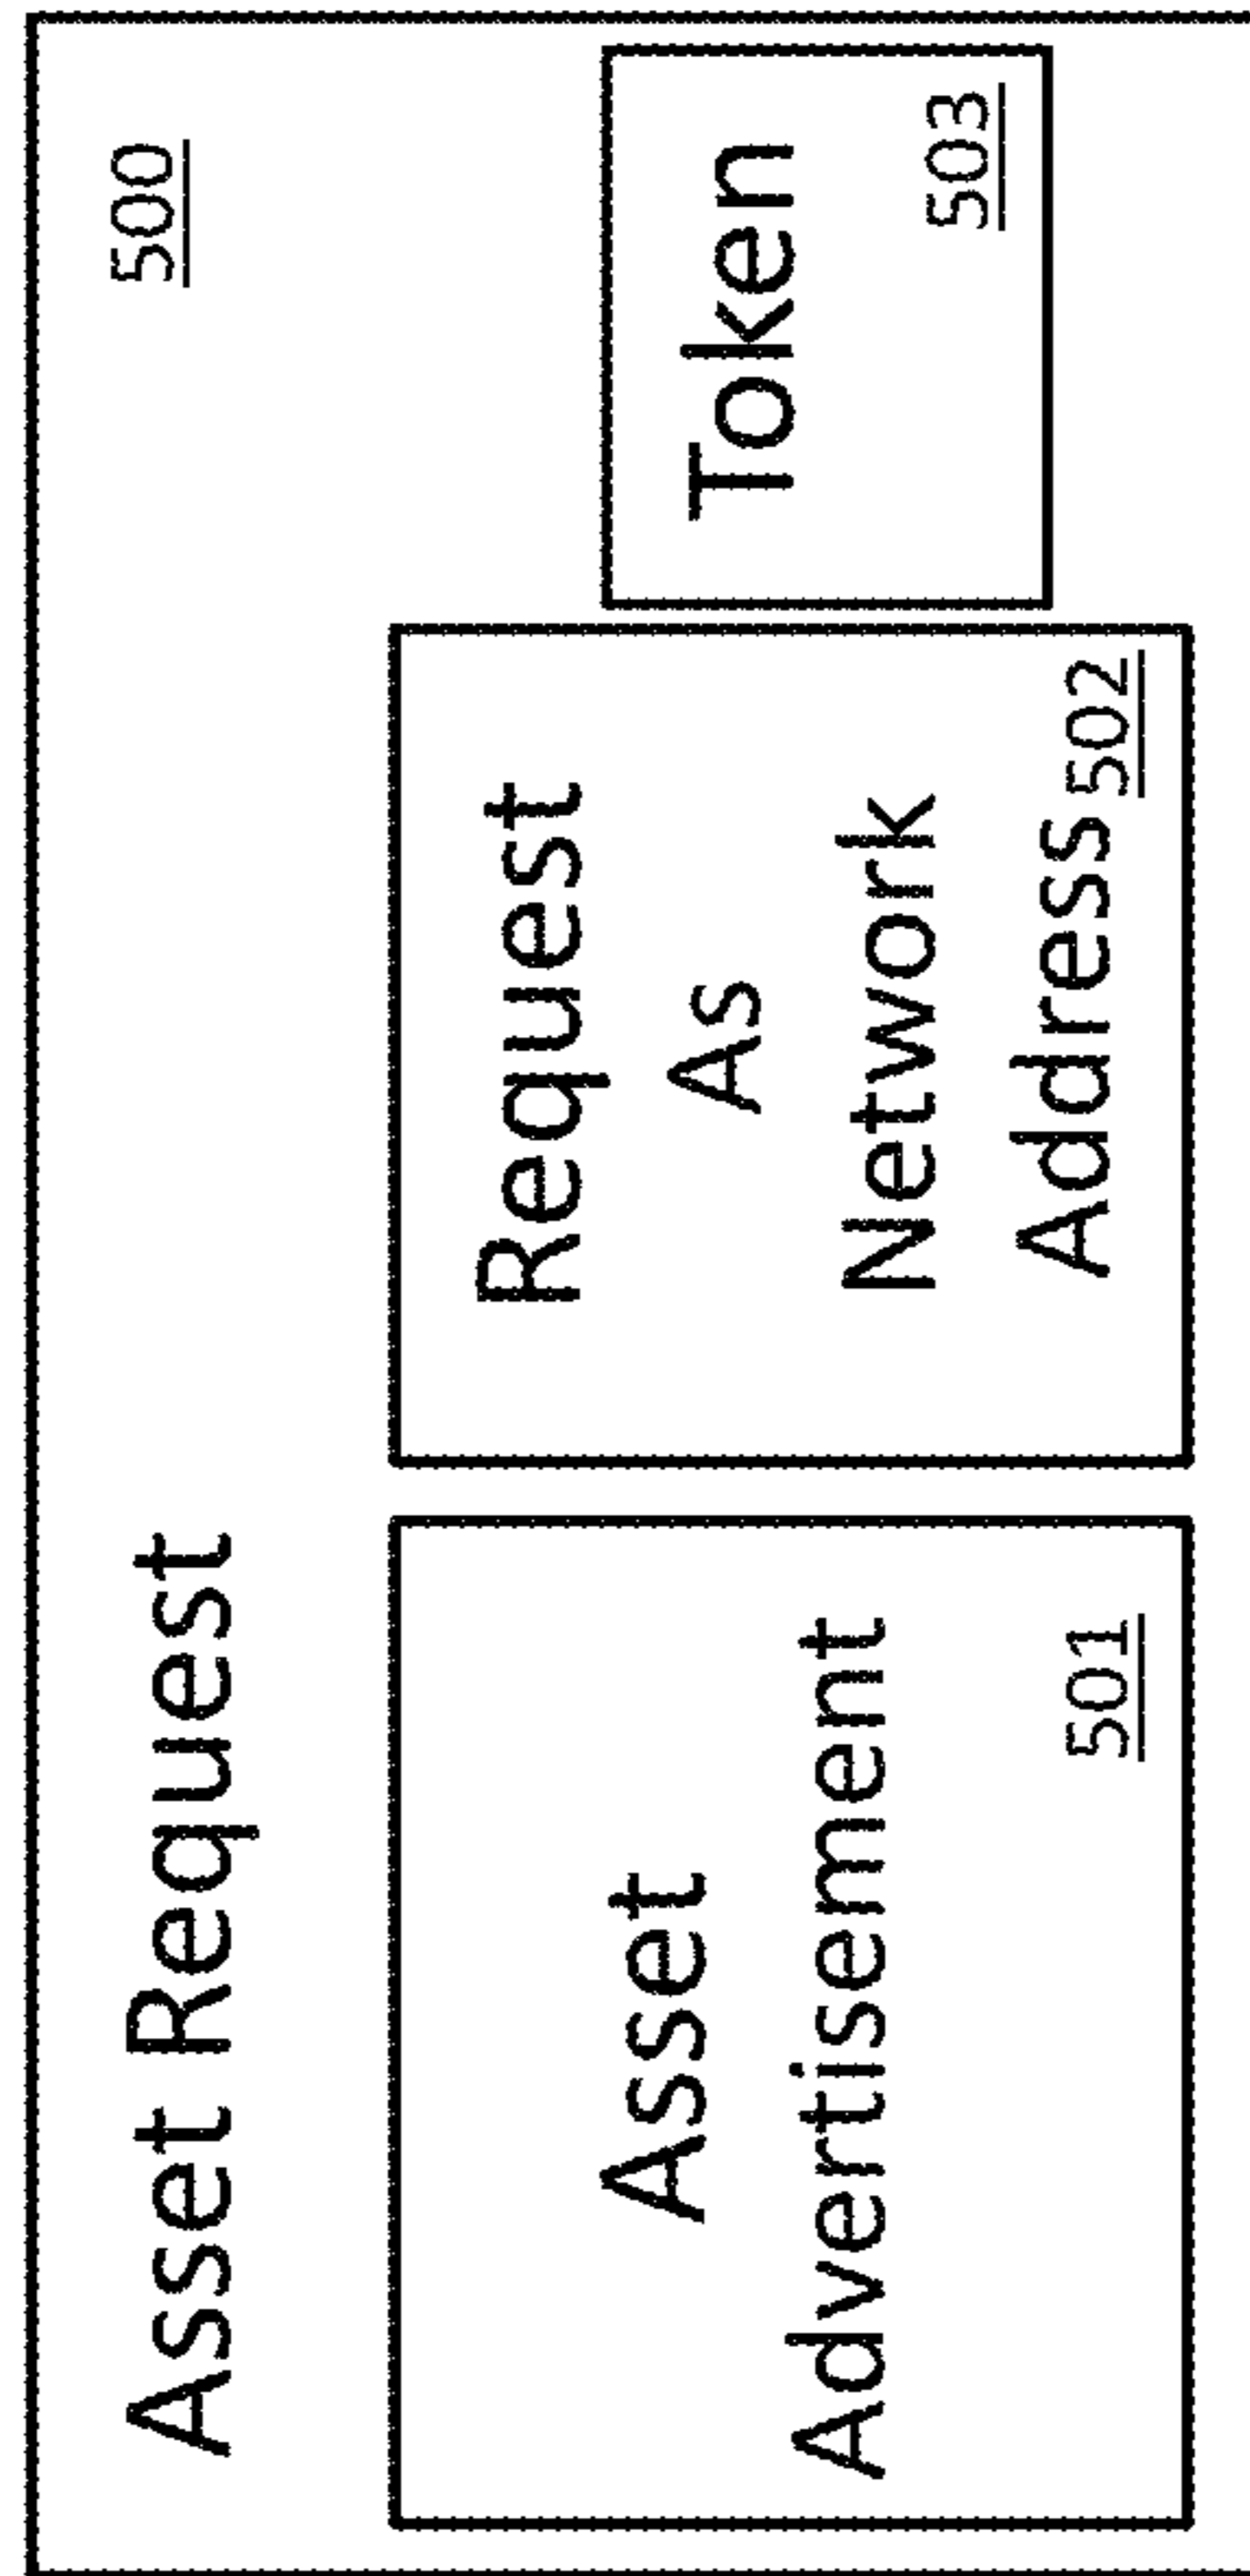 Asset Request
500
Asset
Advertisement
501
Request
As
Network
Address
502
Token
503